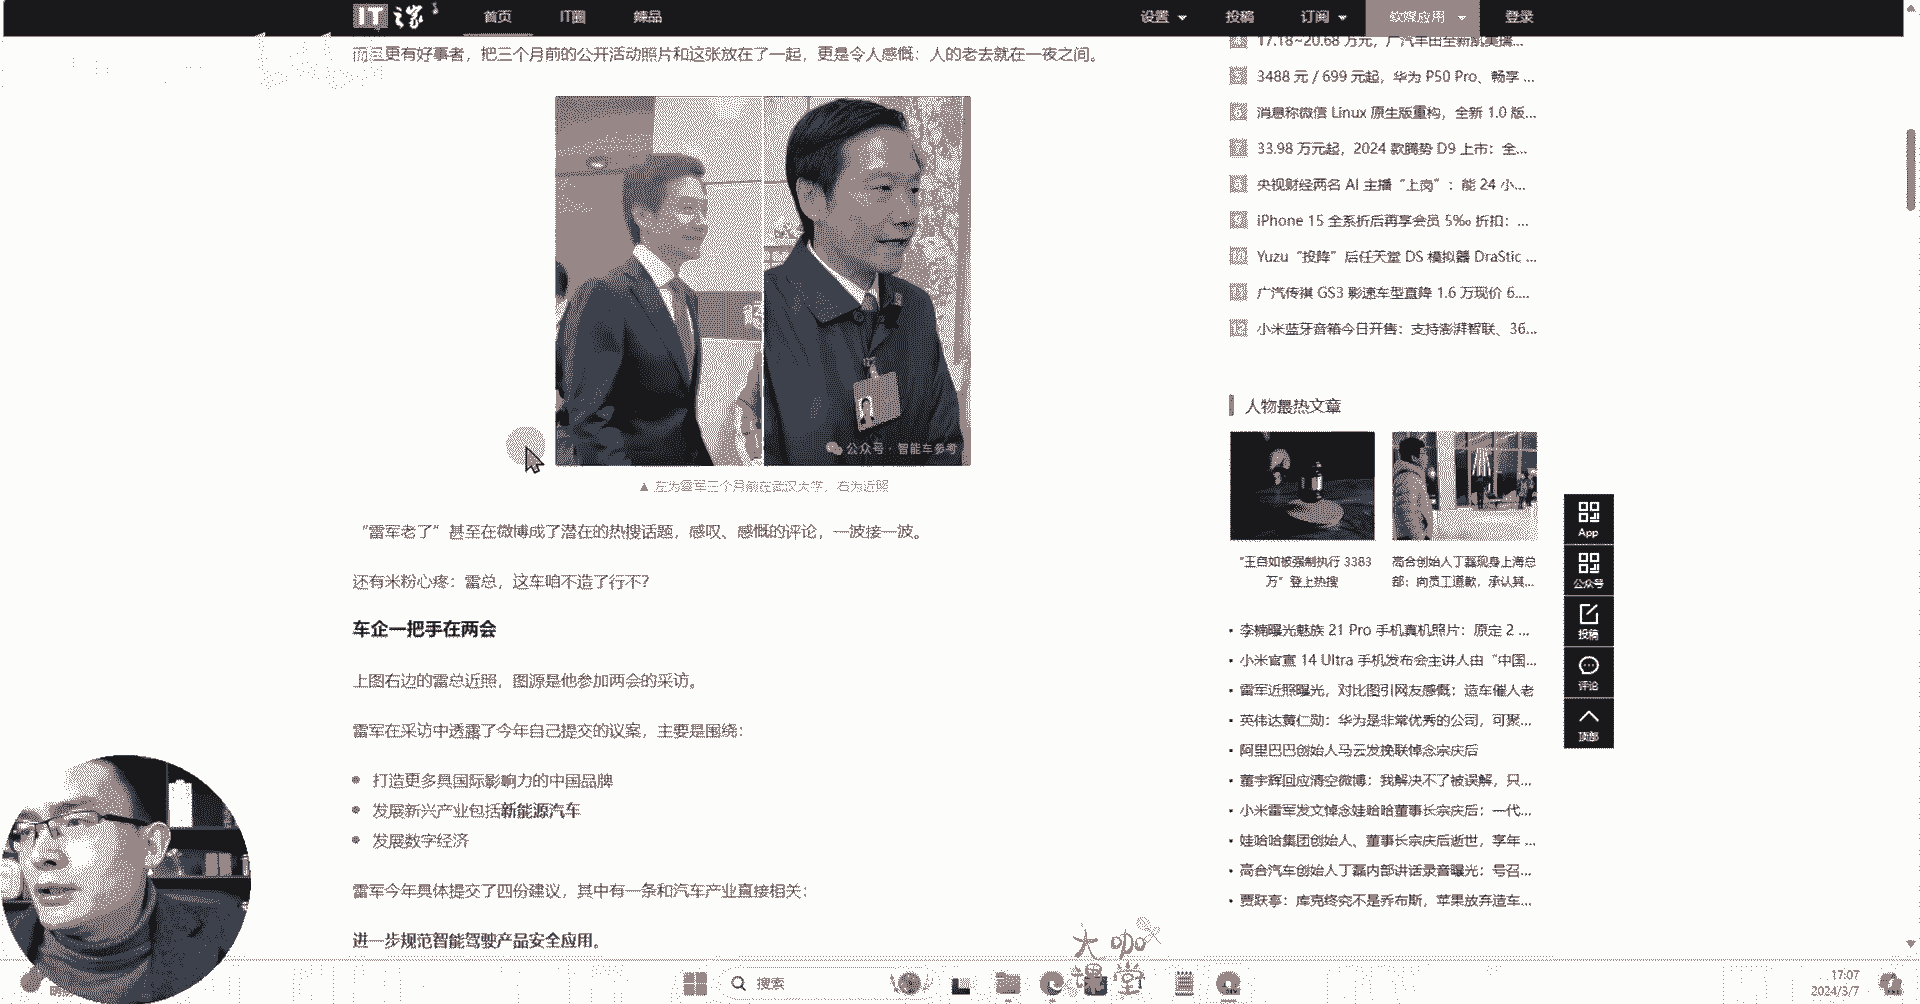 IT之家
首页
IT圈
辣品
设置
投稿
订阅
软媒应用
登录
而且更有好事者，把三个月前的公开活动照片和这张放在了一起，更是令人感慨：人的老去就在一夜之间。
公众号·智能车参考
▲ 左为雷军三个月前在武汉大学，右为近照
“雷军老了” 甚至在微博成了潜在的热搜话题，感叹、感慨的评论，一波接一波。
还有米粉心疼：雷总，这车咱不造了行不？
车企一把手在两会
上图右边的雷总近照，图源是他参加两会的采访。
雷军在采访中透露了今年自己提交的议案，主要是围绕：
打造更多具国际影响力的中国品牌
发展新兴产业包括新能源汽车
发展数字经济
雷军今年具体提交了四份建议，其中有一条和汽车产业直接相关：
进一步规范智能驾驶产品安全应用。
17.18~20.68 万元，广汽丰田全新凯美瑞...
5 3488 元 / 699 元起，华为 P50 Pro、畅享 ...
6 消息称微信 Linux 原生版重构，全新 1.0 版...
7 33.98 万元起，2024 款腾势 D9 上市：全...
8 央视财经两名 AI 主播 “上岗”：能 24 小...
9 iPhone 15 全系折后再享会员 5‰ 折扣：...
10 Yuzu “投降” 后任天堂 DS 模拟器 DraStic ...
11 广汽传祺 GS3 影速车型直降 1.6 万现价 6....
12 小米蓝牙音箱今日开售：支持澎湃智联、36...
人物最热文章
“王自如被强制执行 3383
万” 登上热搜
高合创始人丁磊现身上海总
部：向员工道歉，承认其...
李楠曝光魅族 21 Pro 手机真机照片：原定 2 ...
小米官宣 14 Ultra 手机发布会主讲人由 “中国...
雷军近照曝光，对比图引网友感慨：造车催人老
英伟达黄仁勋：华为是非常优秀的公司，可聚...
阿里巴巴创始人马云发挽联悼念宗庆后
董宇辉回应清空微博：我解决不了被误解，只...
小米雷军发文悼念娃哈哈董事长宗庆后：一代...
娃哈哈集团创始人、董事长宗庆后逝世，享年 ...
高合汽车创始人丁磊内部讲话录音曝光：号召...
贾跃亭：库克终究不是乔布斯，苹果放弃造车...
App
公众号
投稿
评论
顶部
大咖
课堂
搜索
17:07
2024/3/7